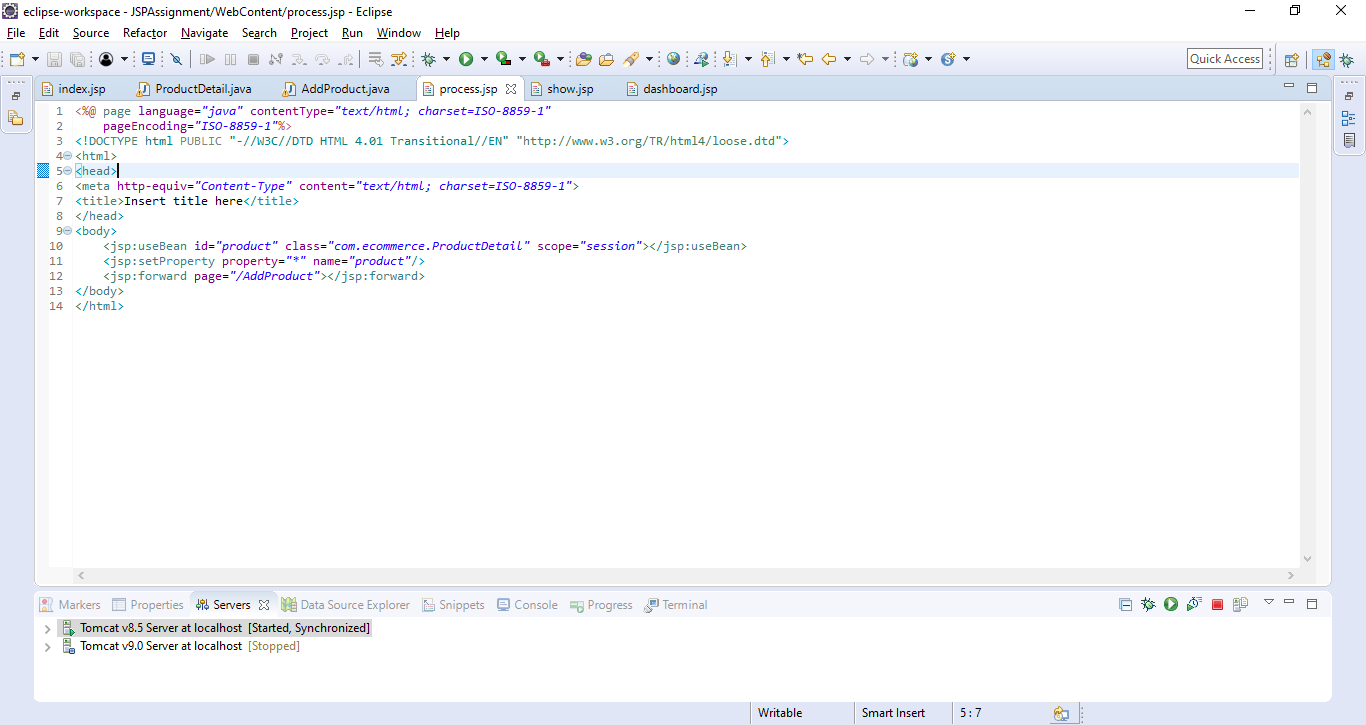 eclipse-workspace - JSPAssignment/WebContent/process.jsp - Eclipse
File Edit Source Refactor Navigate Search Project Run Window Help
Quick Access
index.jsp ProductDetail.java AddProduct.java process.jsp show.jsp dashboard.jsp
1 <%@ page language="java" contentType="text/html; charset=ISO-8859-1"
2     pageEncoding="ISO-8859-1"%>
3 <!DOCTYPE html PUBLIC "-//W3C//DTD HTML 4.01 Transitional//EN" "http://www.w3.org/TR/html4/loose.dtd">
4 <html>
5 <head>
6 <meta http-equiv="Content-Type" content="text/html; charset=ISO-8859-1">
7 <title>Insert title here</title>
8 </head>
9 <body>
10     <jsp:useBean id="product" class="com.ecommerce.ProductDetail" scope="session"></jsp:useBean>
11     <jsp:setProperty property="*" name="product"/>
12     <jsp:forward page="/AddProduct"></jsp:forward>
13 </body>
14 </html>
Markers Properties Servers Data Source Explorer Snippets Console Progress Terminal
Tomcat v8.5 Server at localhost [Started, Synchronized]
Tomcat v9.0 Server at localhost [Stopped]
Writable Smart Insert 5 : 7